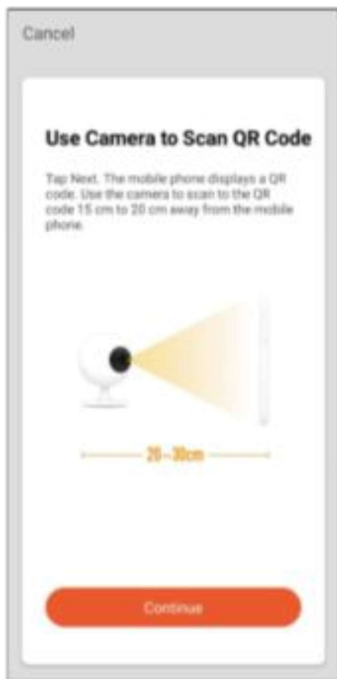 Cancel
Use Camera to Scan QR Code
Tap Next. The mobile phone displays a QR
code. Use the camera to scan to the QR
code 15 cm to 20 cm away from the mobile
phone.
20~30cm
Continue